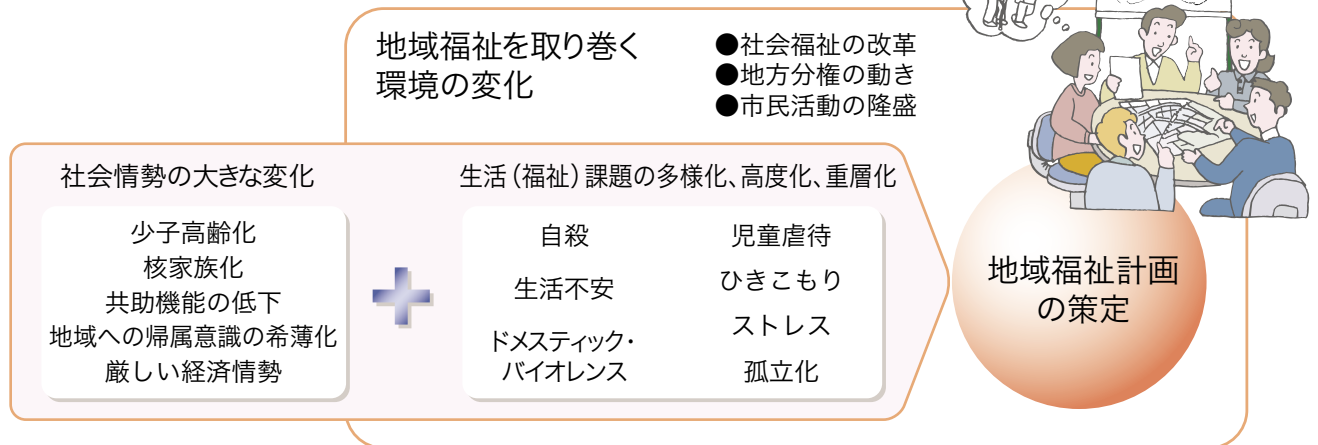 地域福祉を取り巻く
環境の変化
●社会福祉の改革
●地方分権の動き
●市民活動の隆盛
社会情勢の大きな変化
少子高齢化
核家族化
共助機能の低下
地域への帰属意識の希薄化
厳しい経済情勢
生活（福祉）課題の多様化、高度化、重層化
自殺
生活不安
ドメスティック・
バイオレンス
児童虐待
ひきこもり
ストレス
孤立化
地域福祉計画
の策定